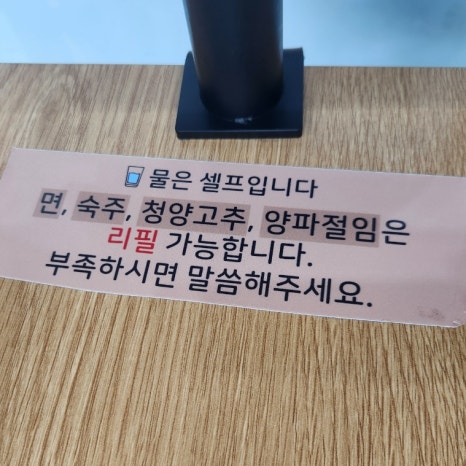 물은 셀프입니다
면, 숙주, 청양고추, 양파절임은
리필 가능합니다.
부족하시면 말씀해주세요.